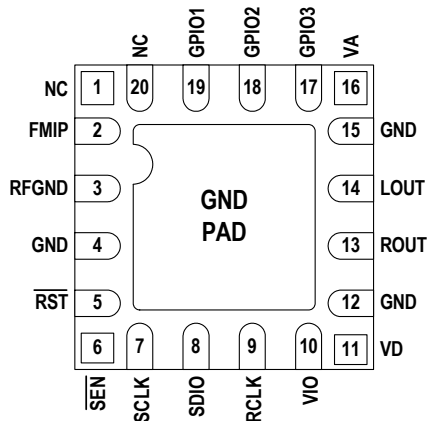 NC
GPIO1
GPIO2
GPIO3
VA
NC 1 20 19 18 17 16
FMIP 2 15 GND
RFGND 3 14 LOUT
GND
PAD
GND 4 13 ROUT
R̅S̅T̅ 5 12 GND
6 7 8 9 10 11 VD
S̅E̅N̅
SCLK
SDIO
RCLK
VIO